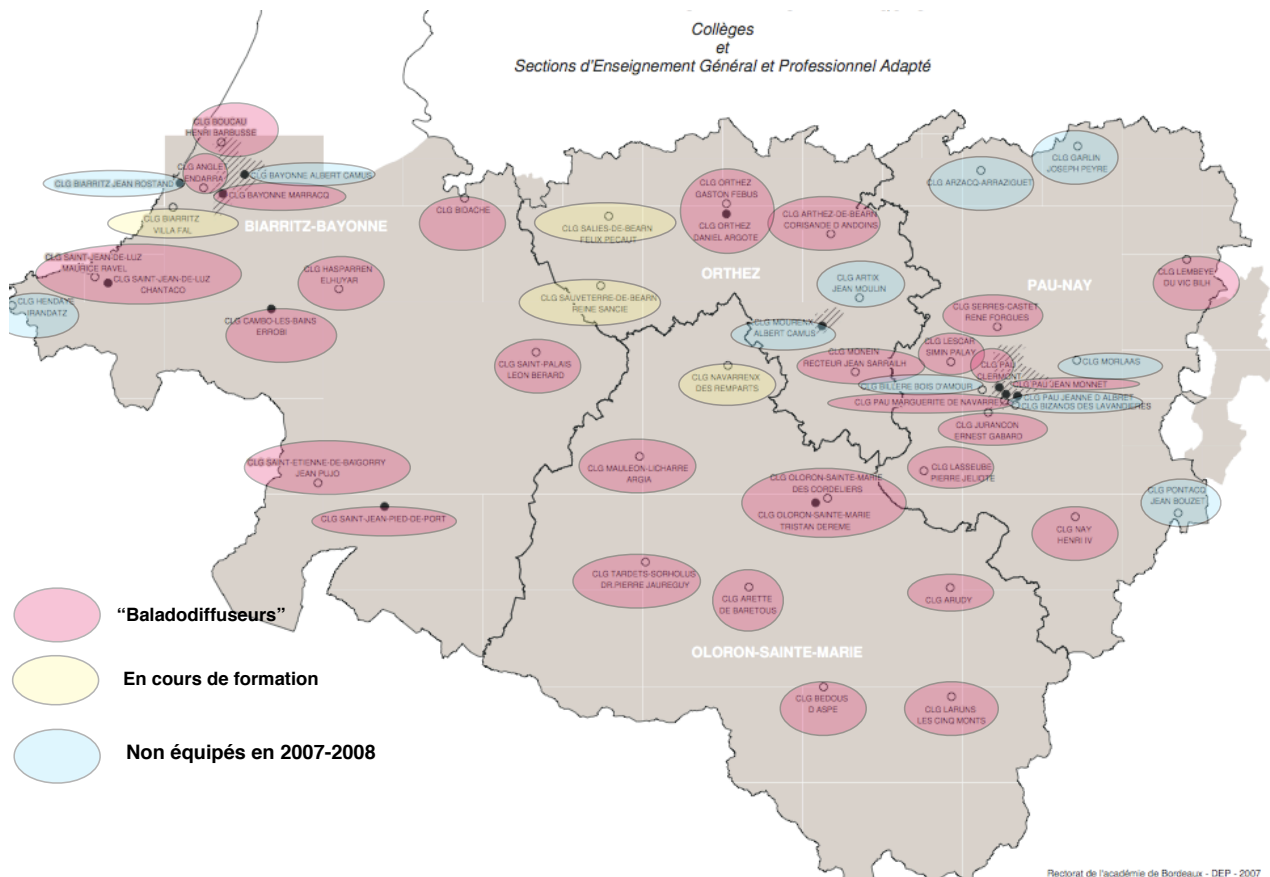 Collèges
et
Sections d'Enseignement Général et Professionnel Adapté
CLG BOUCAU
HENRI BARBUSSE
CLG ANGLET
ENDARRA
CLG BAYONNE ALBERT CAMUS
CLG BIARRITZ JEAN ROSTAND
CLG BAYONNE MARRACQ
CLG BIARRITZ
VILLA FAL
BIARRITZ-BAYONNE
CLG BIDACHE
CLG SAINT-JEAN-DE-LUZ
MAURICE RAVEL
CLG SAINT-JEAN-DE-LUZ
CHANTACO
CLG HASPARREN
ELHUYAR
CLG HENDAYE
IRANDATZ
CLG CAMBO-LES-BAINS
ERROBI
CLG SAINT-PALAIS
LEON BERARD
CLG SAINT-ETIENNE-DE-BAIGORRY
JEAN PUJO
CLG SAINT-JEAN-PIED-DE-PORT
CLG SALIES-DE-BEARN
FELIX PECAUT
CLG SAUVETERRE-DE-BEARN
REINE SANCIE
CLG ORTHEZ
GASTON FEBUS
CLG ORTHEZ
DANIEL ARGOTE
CLG ARTHEZ-DE-BEARN
CORISANDE D ANDOINS
ORTHEZ
CLG ARTIX
JEAN MOULIN
CLG MOURENX
ALBERT CAMUS
CLG MONEIN
RECTEUR JEAN SARRAILH
CLG NAVARRENX
DES REMPARTS
CLG GARLIN
JOSEPH PEYRE
CLG ARZACQ-ARRAZIGUET
PAU-NAY
CLG LEMBEYE
DU VIC BILH
CLG SERRES-CASTET
RENE FORGUES
CLG LESCAR
SIMIN PALAY
CLG PAU
CLERMONT
CLG MORLAAS
CLG BILLERE BOIS D'AMOUR
CLG PAU JEAN MONNET
CLG PAU MARGUERITE DE NAVARRE
CLG PAU JEANNE D ALBRET
CLG BIZANOS DES LAVANDIERES
CLG JURANCON
ERNEST GABARD
CLG LASSEUBE
PIERRE JELIOTE
CLG PONTACQ
JEAN BOUZET
CLG NAY
HENRI IV
CLG MAULEON-LICHARRE
ARGIA
CLG OLORON-SAINTE-MARIE
DES CORDELIERS
CLG OLORON-SAINTE-MARIE
TRISTAN DEREME
CLG TARDETS-SORHOLUS
DR.PIERRE JAUREGUY
CLG ARETTE
DE BARETOUS
CLG ARUDY
OLORON-SAINTE-MARIE
CLG BEDOUS
D ASPE
CLG LARUNS
LES CINQ MONTS
“Baladodiffuseurs”
En cours de formation
Non équipés en 2007-2008
Rectorat de l'académie de Bordeaux - DEP - 2007